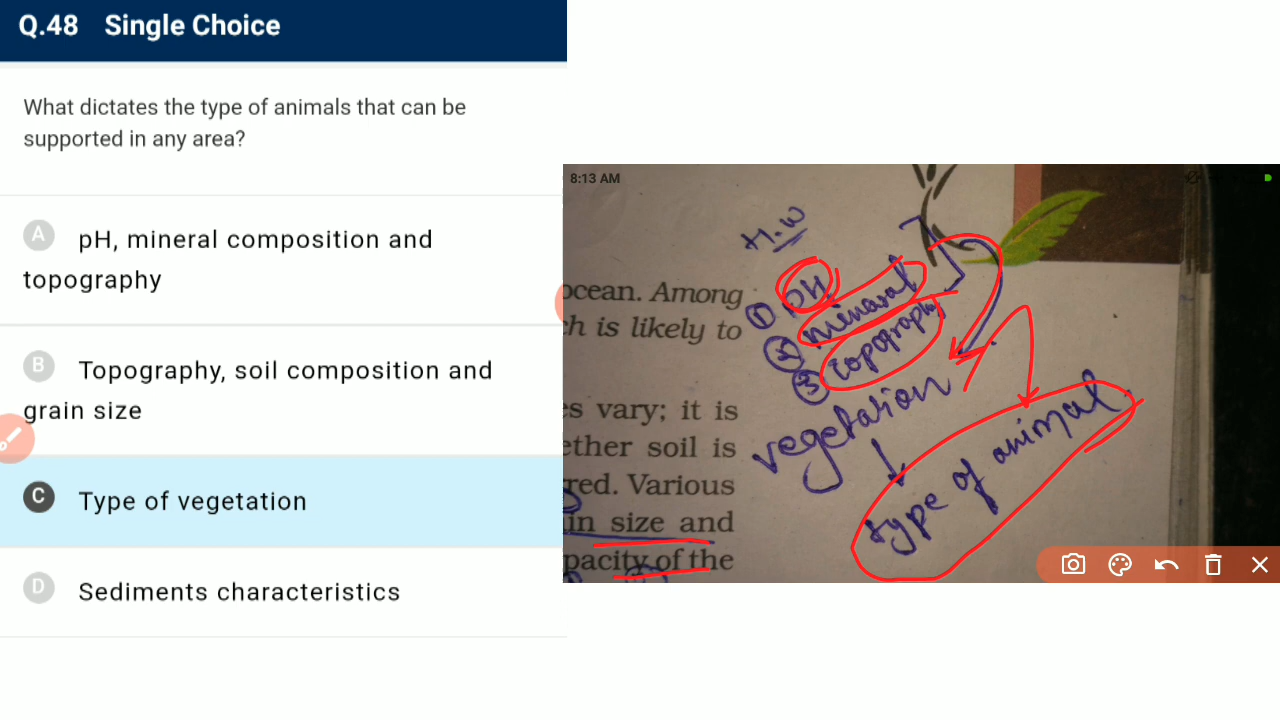 Q.48 Single Choice
What dictates the type of animals that can be
supported in any area?
A pH, mineral composition and
topography
B Topography, soil composition and
grain size
C Type of vegetation
D Sediments characteristics
8:13 AM
H.W
① pH
② mineral
③ topography
vegetation
↓
type of animal
ocean. Among
ch is likely to
es vary; it is
ether soil is
red. Various
in size and
pacity of the